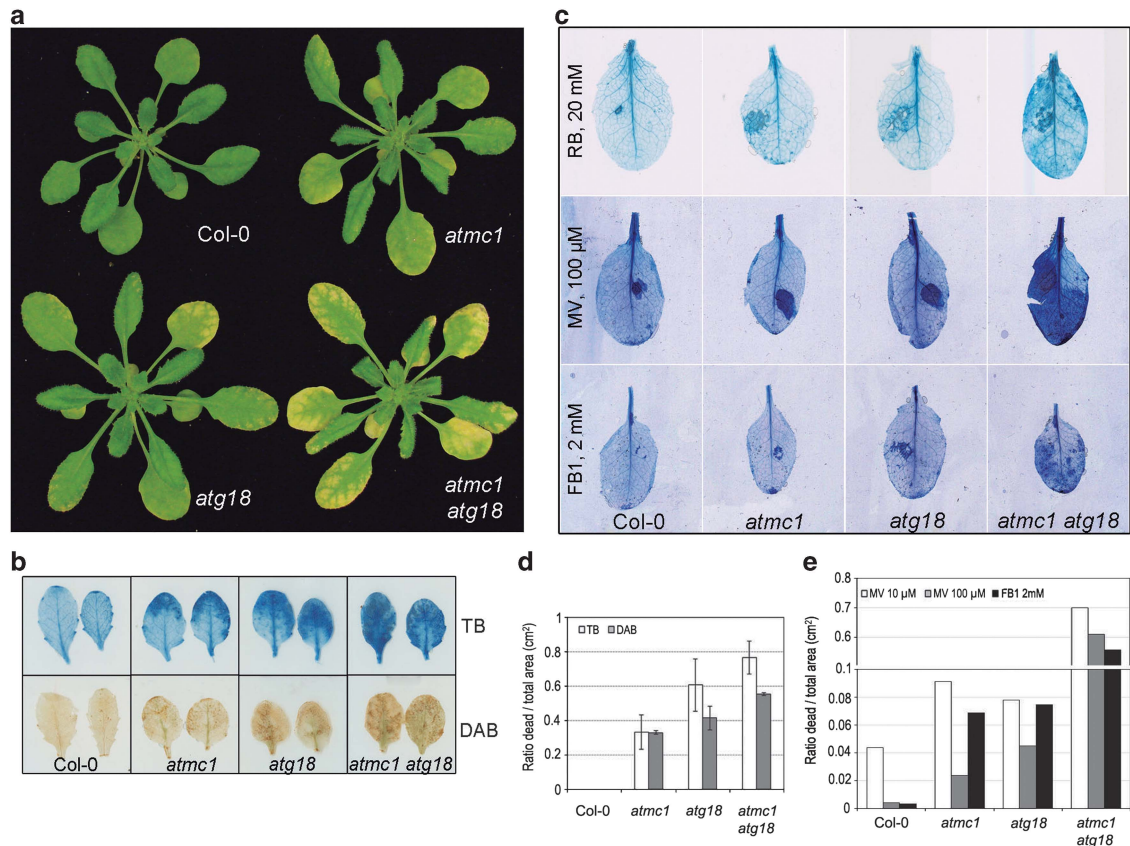 a
Col-0
atmc1
atg18
atmc1
atg18
b
TB
DAB
Col-0
atmc1
atg18
atmc1 atg18
c
RB, 20 mM
MV, 100 µM
FB1, 2 mM
Col-0
atmc1
atg18
atmc1 atg18
d
Ratio dead / total area (cm²)
1
0.8
0.6
0.4
0.2
0
TB DAB
Col-0
atmc1
atg18
atmc1
atg18
e
Ratio dead / total area (cm²)
0.8
0.7
0.6
0.1
0.08
0.06
0.04
0.02
0
MV 10 µM MV 100 µM FB1 2mM
Col-0
atmc1
atg18
atmc1
atg18